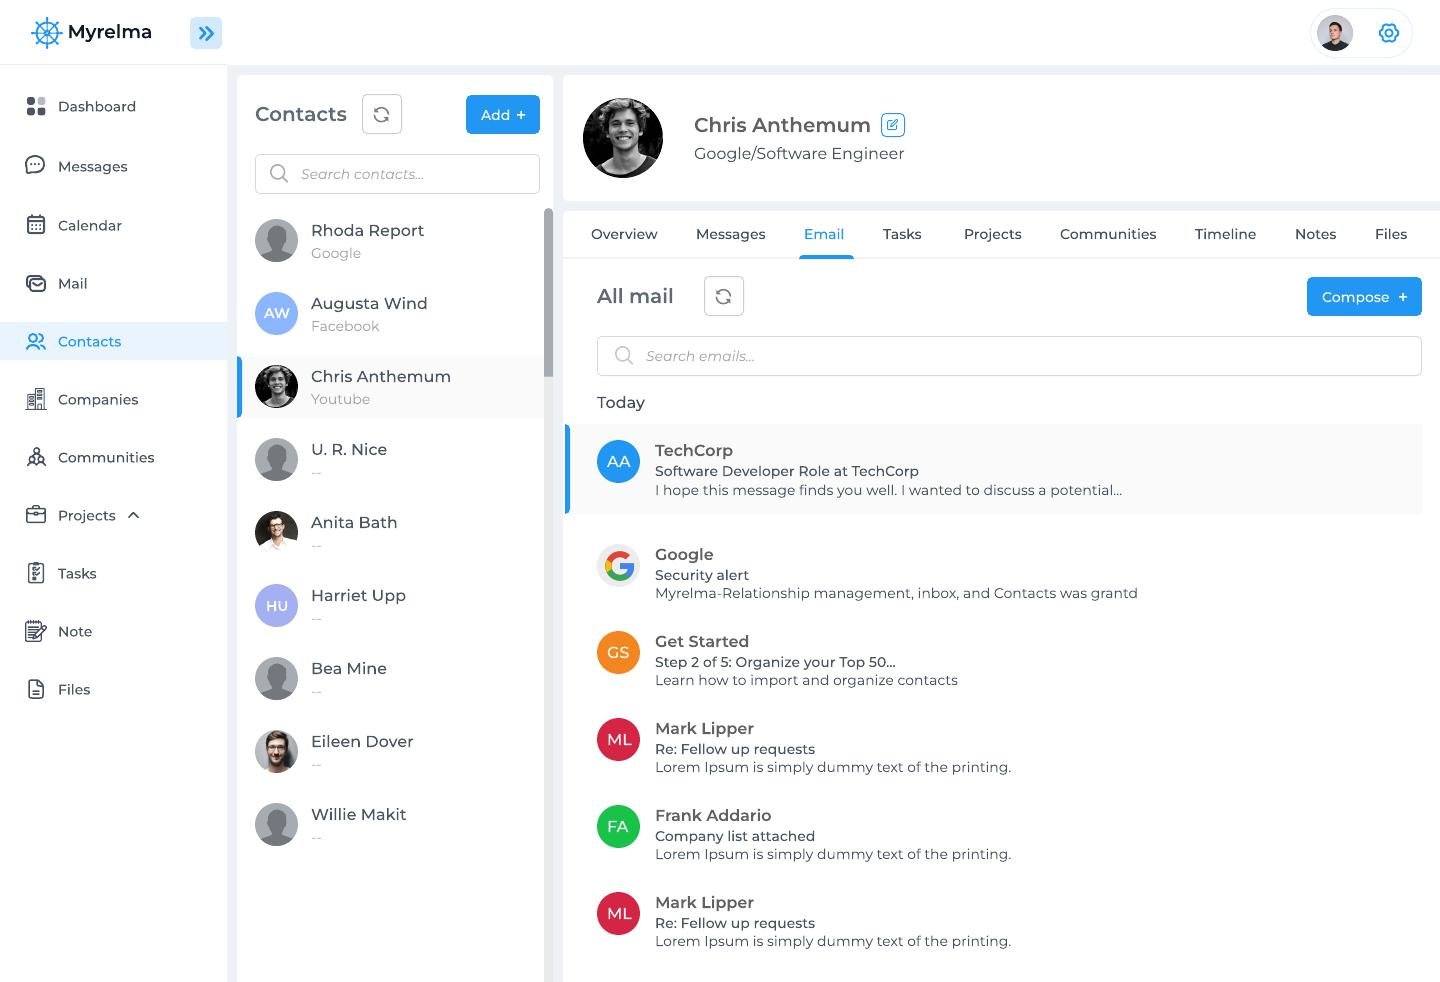 Myrelma
Dashboard
Messages
Calendar
Mail
Contacts
Companies
Communities
Projects
Tasks
Note
Files
Contacts
Add +
Search contacts...
Rhoda Report
Google
AW
Augusta Wind
Facebook
Chris Anthemum
Youtube
U. R. Nice
--
Anita Bath
--
HU
Harriet Upp
--
Bea Mine
--
Eileen Dover
--
Willie Makit
--
Chris Anthemum
Google/Software Engineer
Overview Messages Email Tasks Projects Communities Timeline Notes Files
All mail
Compose +
Search emails...
Today
AA
TechCorp
Software Developer Role at TechCorp
I hope this message finds you well. I wanted to discuss a potential...
G
Google
Security alert
Myrelma-Relationship management, inbox, and Contacts was grantd
GS
Get Started
Step 2 of 5: Organize your Top 50...
Learn how to import and organize contacts
ML
Mark Lipper
Re: Fellow up requests
Lorem Ipsum is simply dummy text of the printing.
FA
Frank Addario
Company list attached
Lorem Ipsum is simply dummy text of the printing.
ML
Mark Lipper
Re: Fellow up requests
Lorem Ipsum is simply dummy text of the printing.